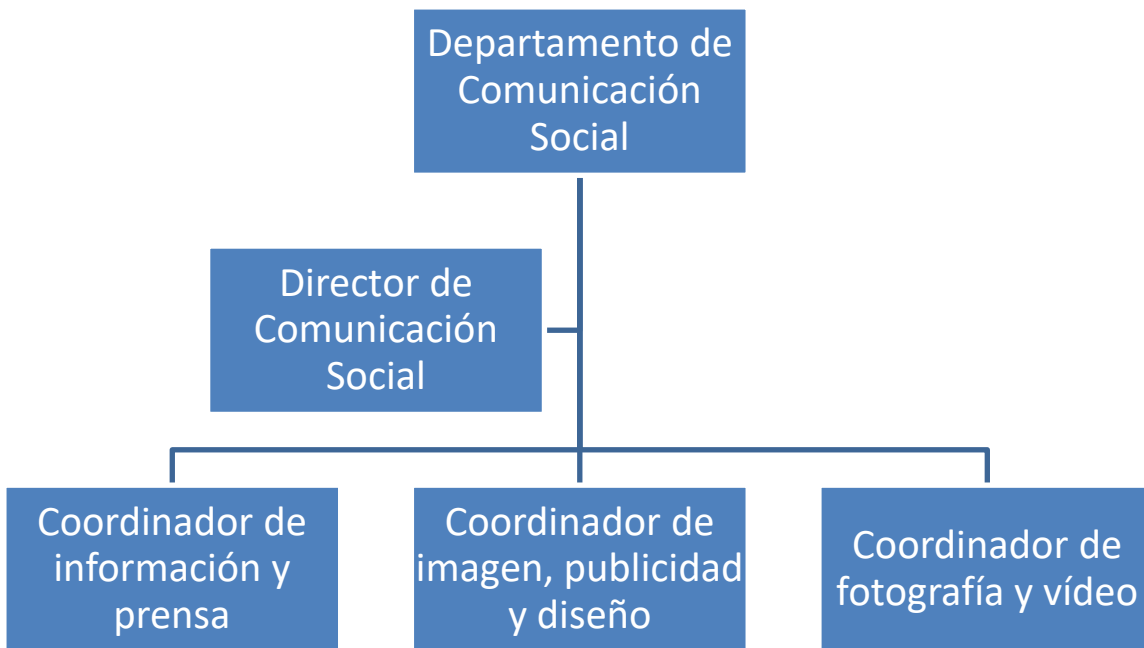 Departamento de
Comunicación
Social
Director de
Comunicación
Social
Coordinador de
información y
prensa
Coordinador de
imagen, publicidad
y diseño
Coordinador de
fotografía y vídeo